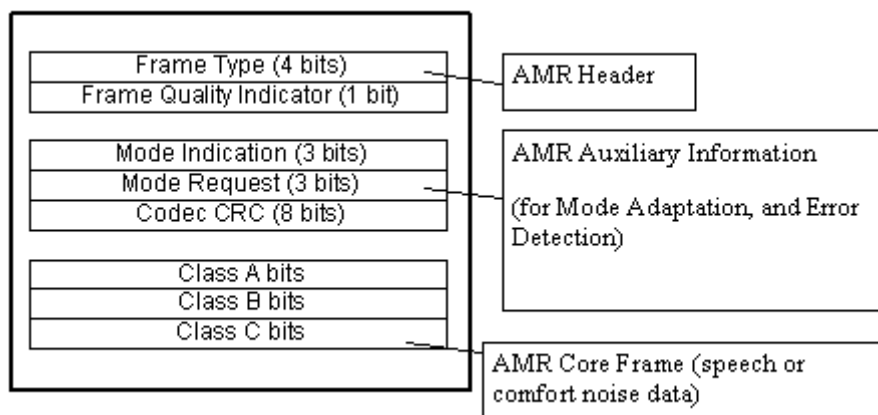 Frame Type (4 bits)
Frame Quality Indicator (1 bit)
AMR Header
Mode Indication (3 bits)
Mode Request (3 bits)
Codec CRC (8 bits)
AMR Auxiliary Information
(for Mode Adaptation, and Error
Detection)
Class A bits
Class B bits
Class C bits
AMR Core Frame (speech or
comfort noise data)